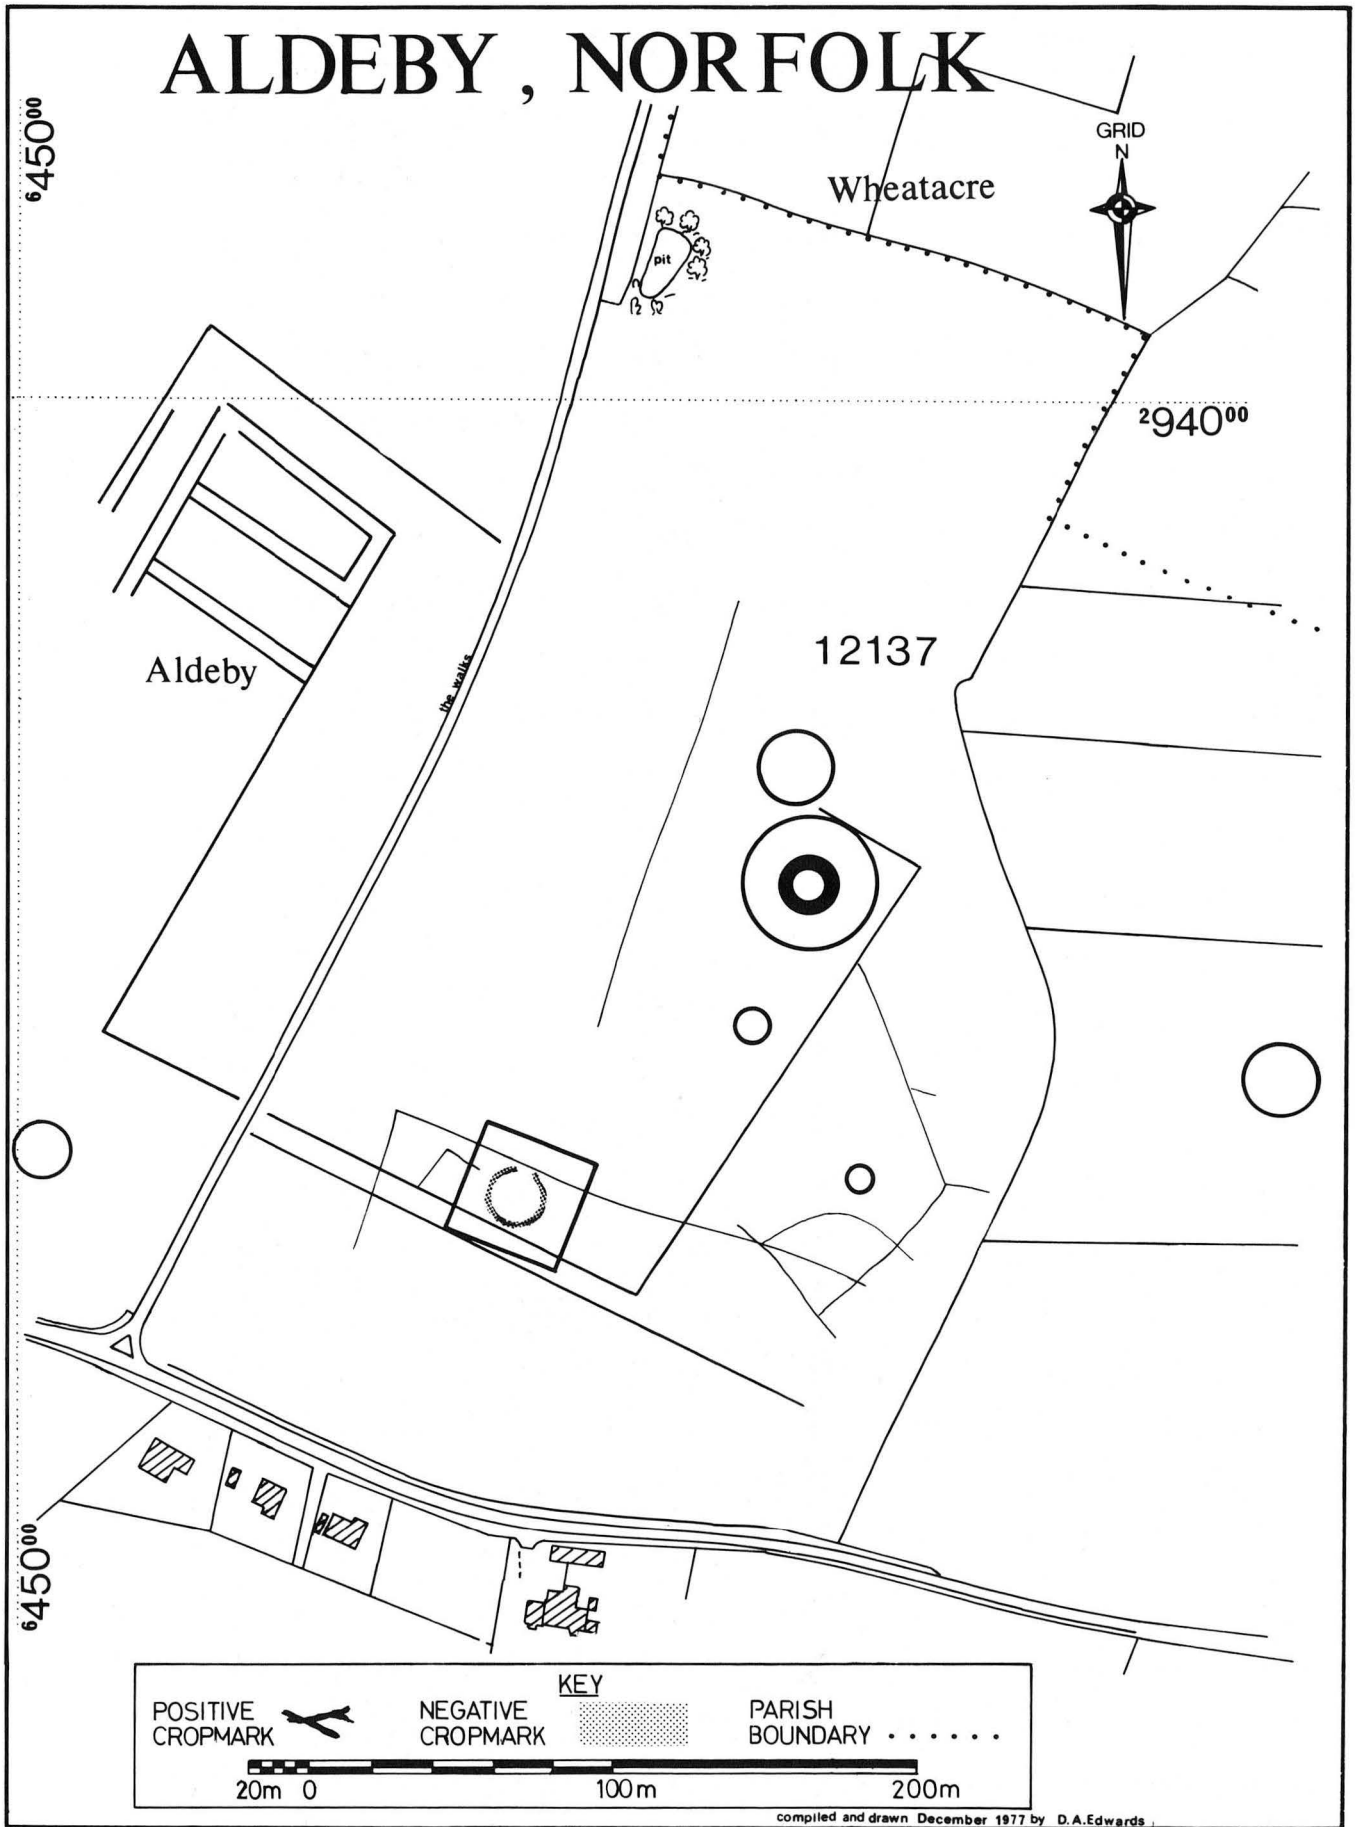 ALDEBY, NORFOLK
⁶450⁰⁰
GRID
N
Wheatacre
pit
²940⁰⁰
12137
Aldeby
the walks
⁶450⁰⁰
KEY
POSITIVE CROPMARK
NEGATIVE CROPMARK
PARISH BOUNDARY
20m 0 100m 200m
compiled and drawn December 1977 by D.A.Edwards